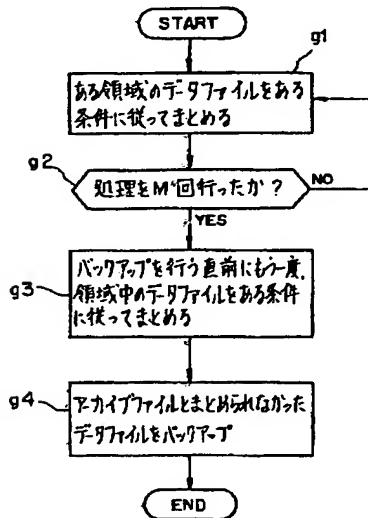 START
g1
ある領域のデータファイルをある
条件に従ってまとめる
g2
処理をM'回行ったか?
NO
YES
g3
バックアップを行う直前にもう一度,
領域中のデータファイルをある条件
に従ってまとめる
g4
アーカイブファイルとまとめられなかった
データファイルをバックアップ
END